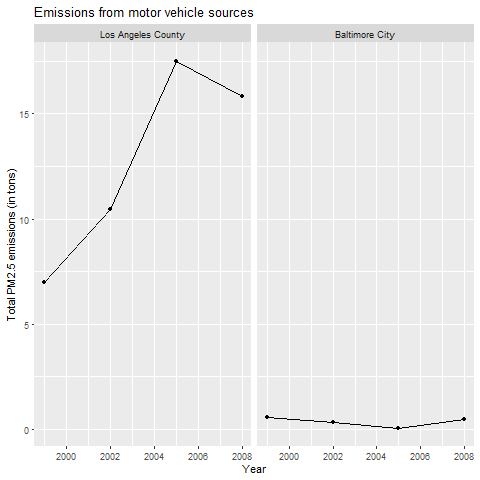 Emissions from motor vehicle sources
Los Angeles County
Baltimore City
Total PM2.5 emissions (in tons)
15
10
5
0
2000 2002 2004 2006 2008
2000 2002 2004 2006 2008
Year